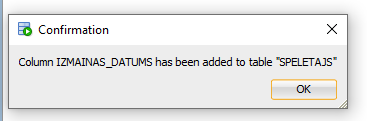 Confirmation
Column IZMAINAS_DATUMS has been added to table "SPELETAJS"
OK